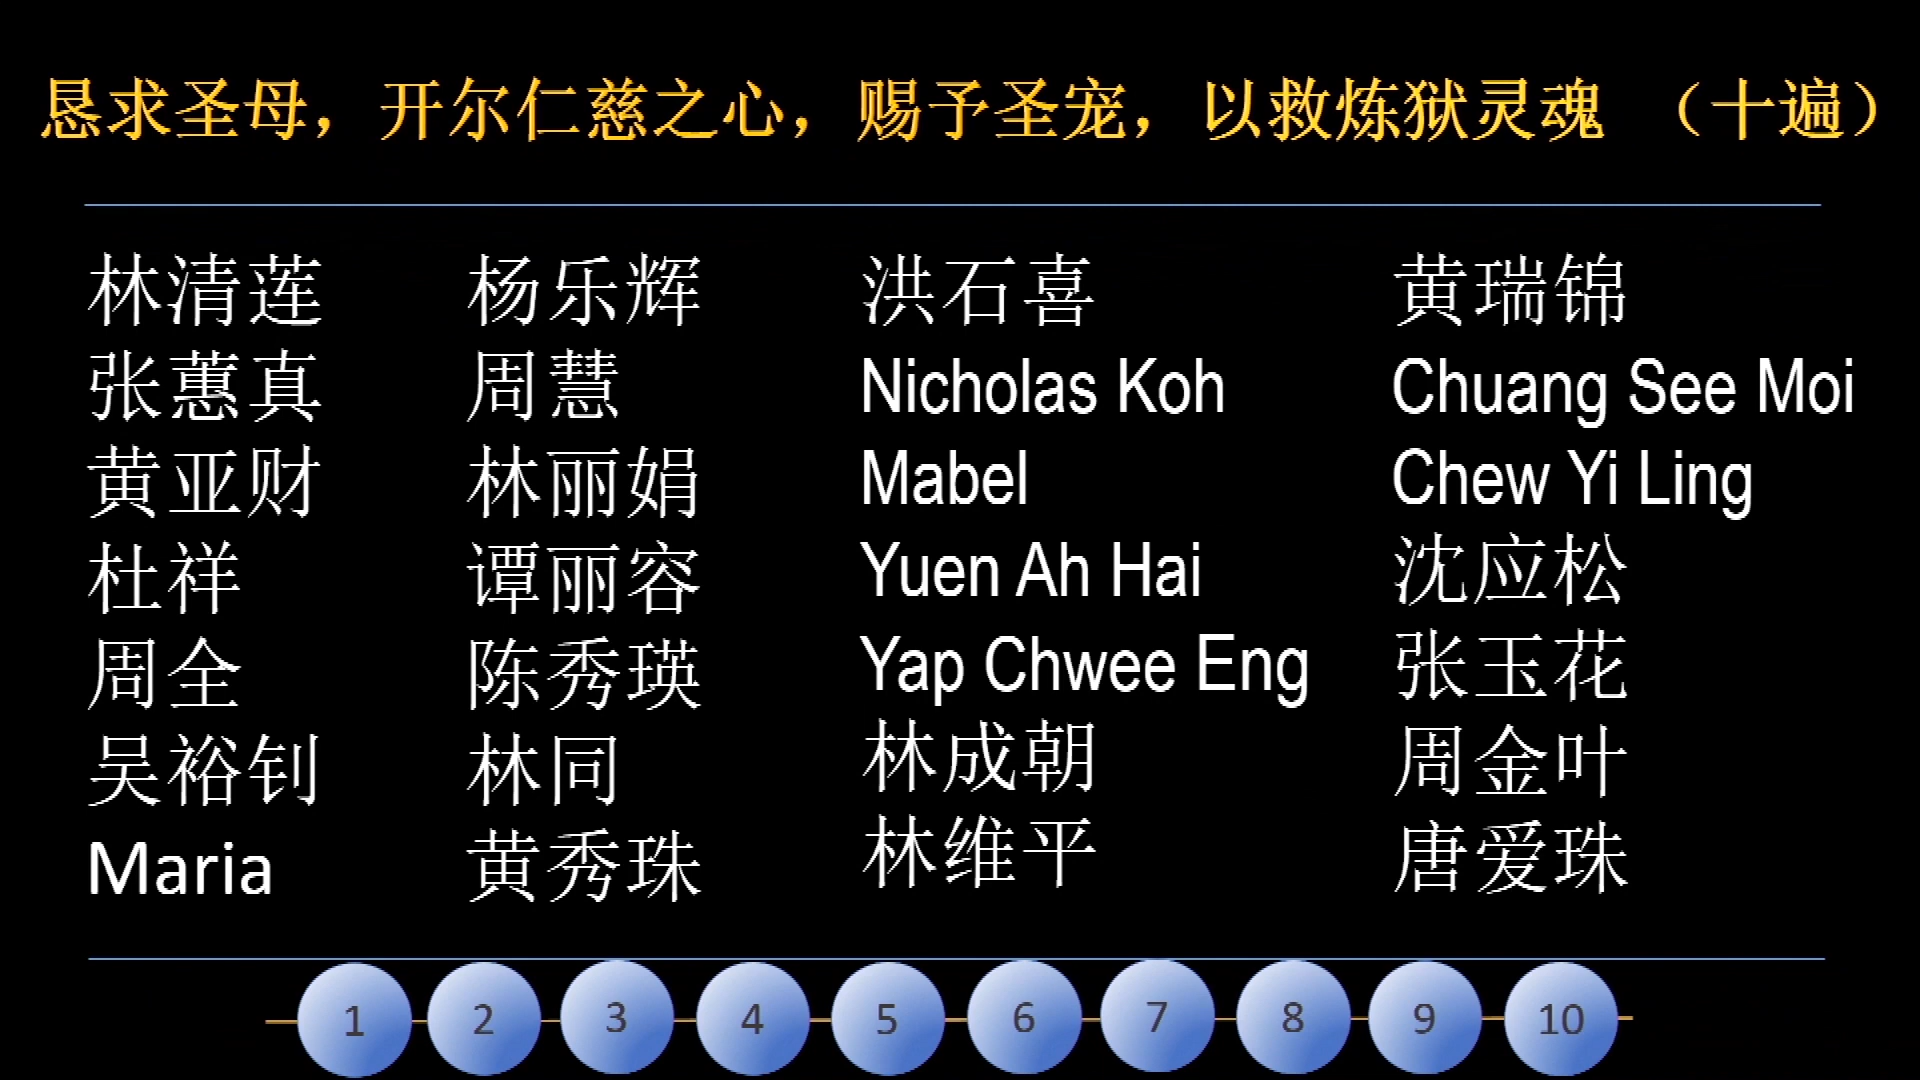 恳求圣母，开尔仁慈之心，赐予圣宠，以救炼狱灵魂 （十遍）
林清莲
张蕙真
黄亚财
杜祥
周全
吴裕钊
Maria
杨乐辉
周慧
林丽娟
谭丽容
陈秀瑛
林同
黄秀珠
洪石喜
Nicholas Koh
Mabel
Yuen Ah Hai
Yap Chwee Eng
林成朝
林维平
黄瑞锦
Chuang See Moi
Chew Yi Ling
沈应松
张玉花
周金叶
唐爱珠
1 2 3 4 5 6 7 8 9 10